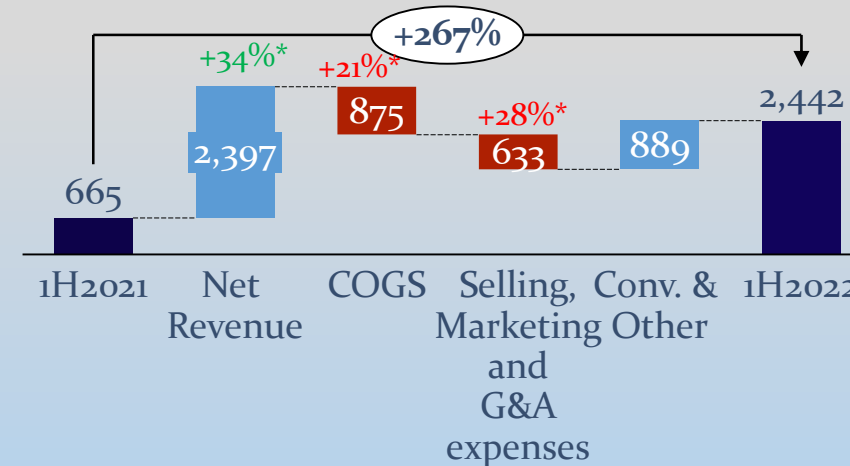 +267%
+34%*
+21%*
2,442
875
+28%*
2,397
633
889
665
1H2021
Net
Revenue
COGS
Selling,
Marketing
and
G&A
expenses
Conv. &
Other
1H2022